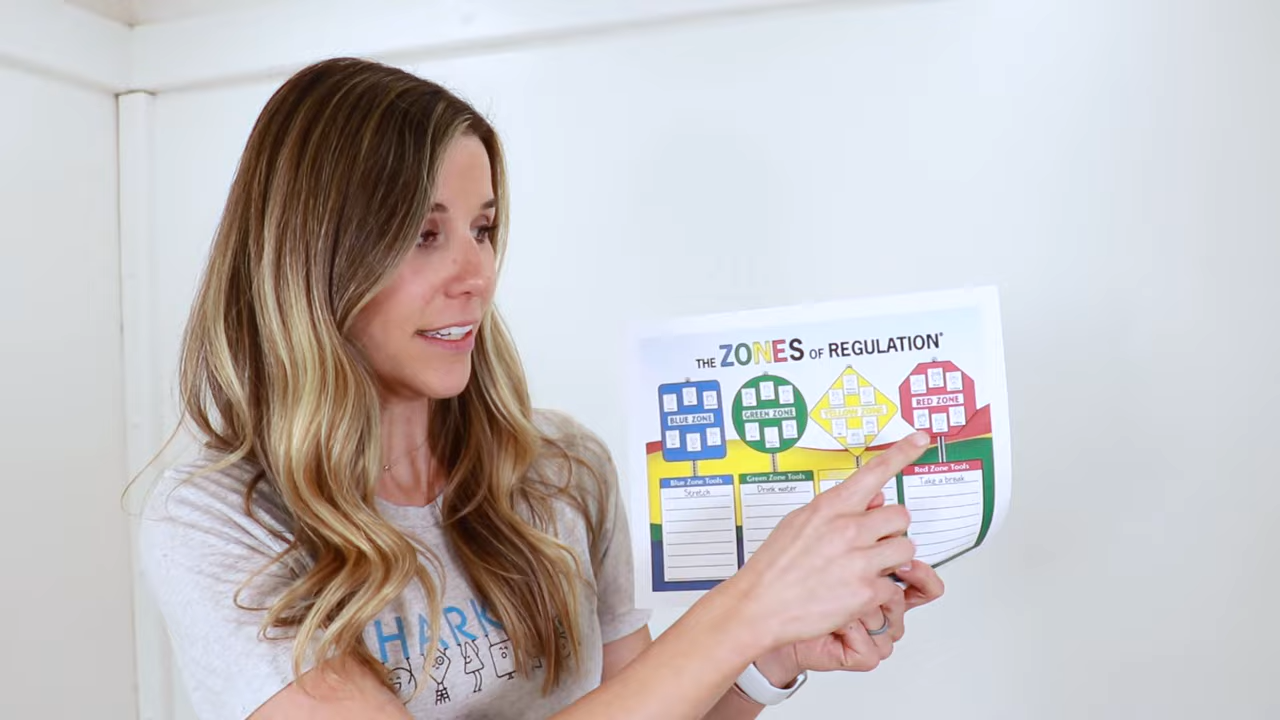 THE ZONES OF REGULATION®
BLUE ZONE
GREEN ZONE
YELLOW ZONE
RED ZONE
Blue Zone Tools
Green Zone Tools
Red Zone Tools
Stretch
Drink water
Take a break
HARK